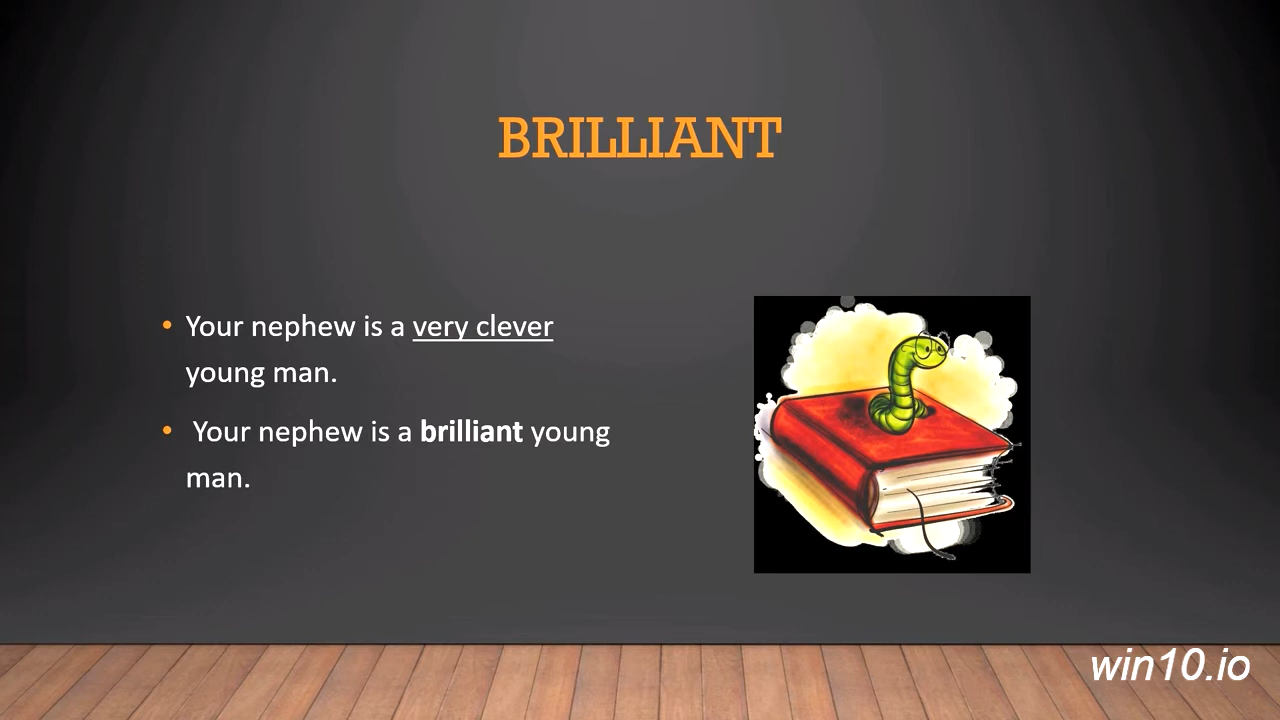 BRILLIANT
• Your nephew is a very clever
young man.
• Your nephew is a brilliant young
man.
win10.io